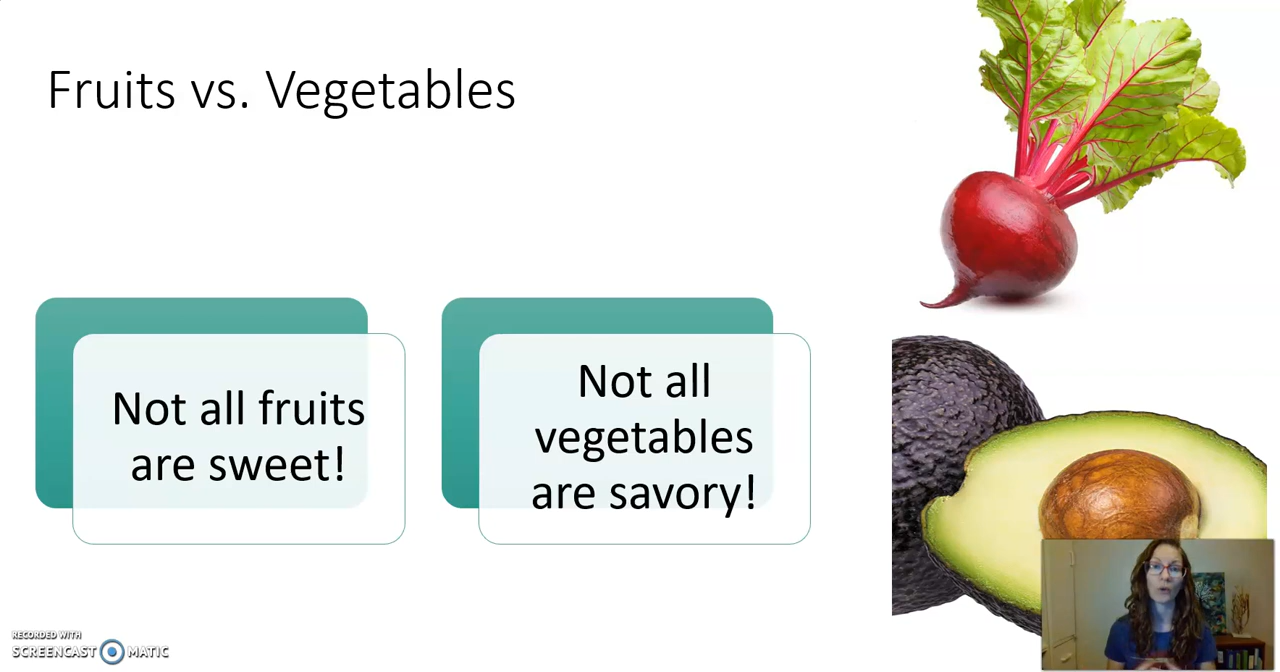 Fruits vs. Vegetables
Not all fruits
are sweet!
Not all
vegetables
are savory!
RECORDED WITH
SCREENCAST MATIC